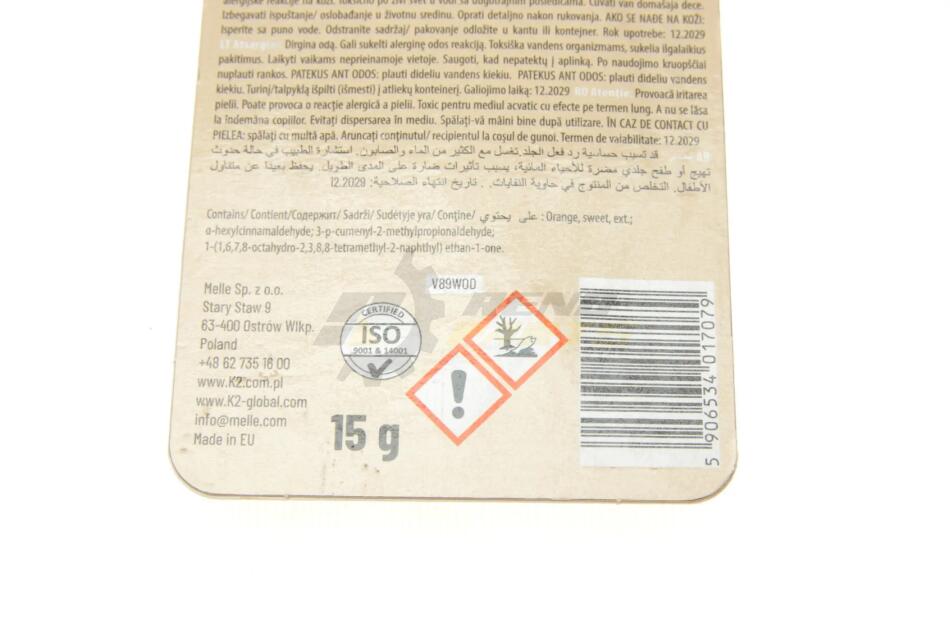 alergijske reakcije na koži. Toksično po živi svet u vodi sa dugotrajnim posledicama. Čuvati van domašaja dece.
Izbegavati ispuštanje/ oslobađanje u životnu sredinu. Oprati detaljno nakon rukovanja. AKO SE NAĐE NA KOŽI:
Isperite sa puno vode. Odstranite sadržaj/ pakovanje odložite u kantu ili kontejner. Rok upotrebe: 12.2029
LT Atsargiai Dirgina odą. Gali sukelti alerginę odos reakciją. Toksiška vandens organizmams, sukelia ilgalaikius
pakitimus. Laikyti vaikams neprieinamoje vietoje. Saugoti, kad nepatektų į aplinką. Po naudojimo kruopščiai
nuplauti rankos. PATEKUS ANT ODOS: plauti dideliu vandens kiekiu. PATEKUS ANT ODOS: plauti dideliu vandens
kiekiu. Turinį/talpyklą išpilti (išmesti) į atliekų konteinerį. Galiojimo laiką: 12.2029 RO Atenție Provoacă iritarea
pielii. Poate provoca o reacție alergică a pielii. Toxic pentru mediul acvatic cu efecte pe termen lung. A nu se lăsa
la îndemâna copiilor. Evitați dispersarea în mediu. Spălați-vă mâini bine după utilizare. ÎN CAZ DE CONTACT CU
PIELEA: spălați cu multă apă. Aruncați conținutul/ recipientul la coșul de gunoi. Termen de vaiabilitate: 12.2029
AR قد تسبب حساسية رد فعل الجلد.تغسل مع الكثير من الماء والصابون. استشارة الطبيب في حالة حدوث
تهيج أو طفح جلدي مضرة للأحياء المائية، يسبب تأثيرات ضارة على المدى الطويل. يحفظ بعيدا عن متناول
الأطفال. التخلص من المنتوج في حاوية النفايات. . تاريخ انتهاء الصلاحية: 12.2029
Contains/ Contient/Содержит/ Sadrži/ Sudėtyje yra/ Conține/ على يحتوي : Orange, sweet, ext.;
α-hexylcinnamaldehyde; 3-p-cumenyl-2-methylpropionaldehyde;
1-(1,6,7,8-octahydro-2,3,8,8-tetramethyl-2-naphthyl) ethan-1-one.
V89WOD
Melle Sp. z o.o.
Stary Staw 9
63-400 Ostrów Wlkp.
Poland
+48 62 735 16 00
www.K2.com.pl
www.K2-global.com
info@melle.com
Made in EU
CERTIFIED
ISO
9001 & 14001
15 g
5 906534 017079